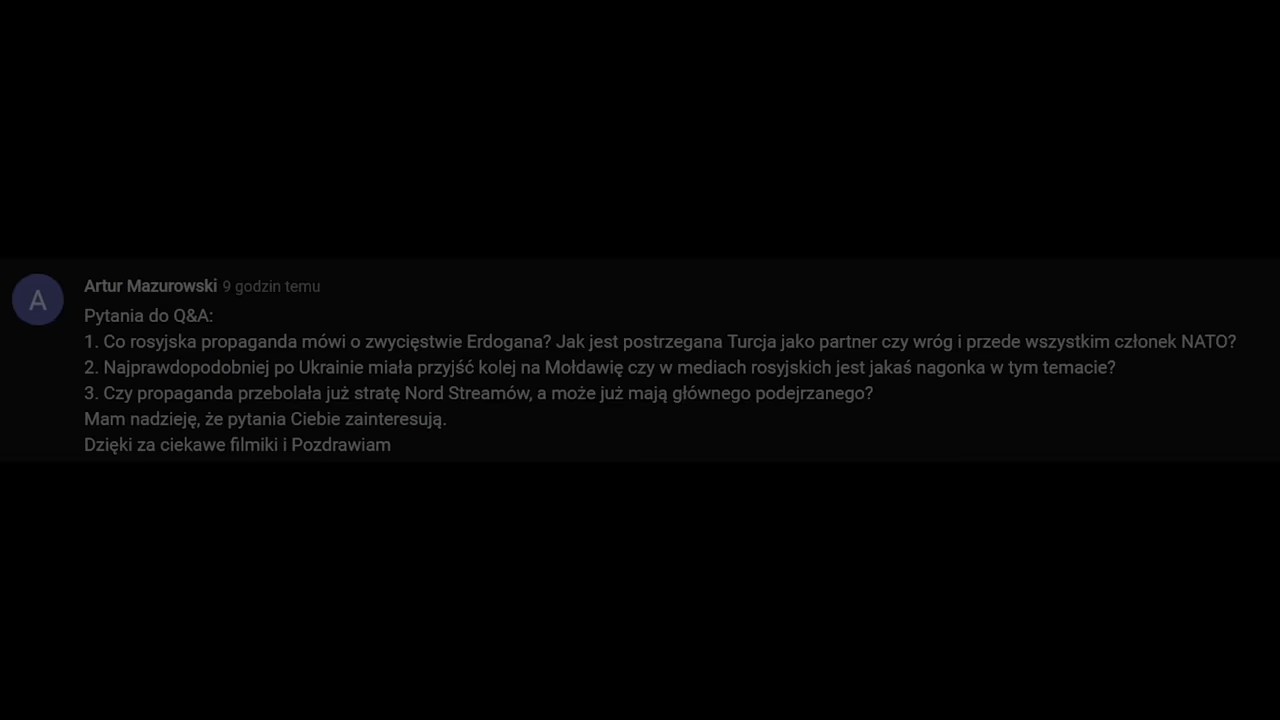 A
Artur Mazurowski 9 godzin temu
Pytania do Q&A:
1. Co rosyjska propaganda mówi o zwycięstwie Erdogana? Jak jest postrzegana Turcja jako partner czy wróg i przede wszystkim członek NATO?
2. Najprawdopodobniej po Ukrainie miała przyjść kolej na Mołdawię czy w mediach rosyjskich jest jakaś nagonka w tym temacie?
3. Czy propaganda przebolała już stratę Nord Streamów, a może już mają głównego podejrzanego?
Mam nadzieję, że pytania Ciebie zainteresują.
Dzięki za ciekawe filmiki i Pozdrawiam